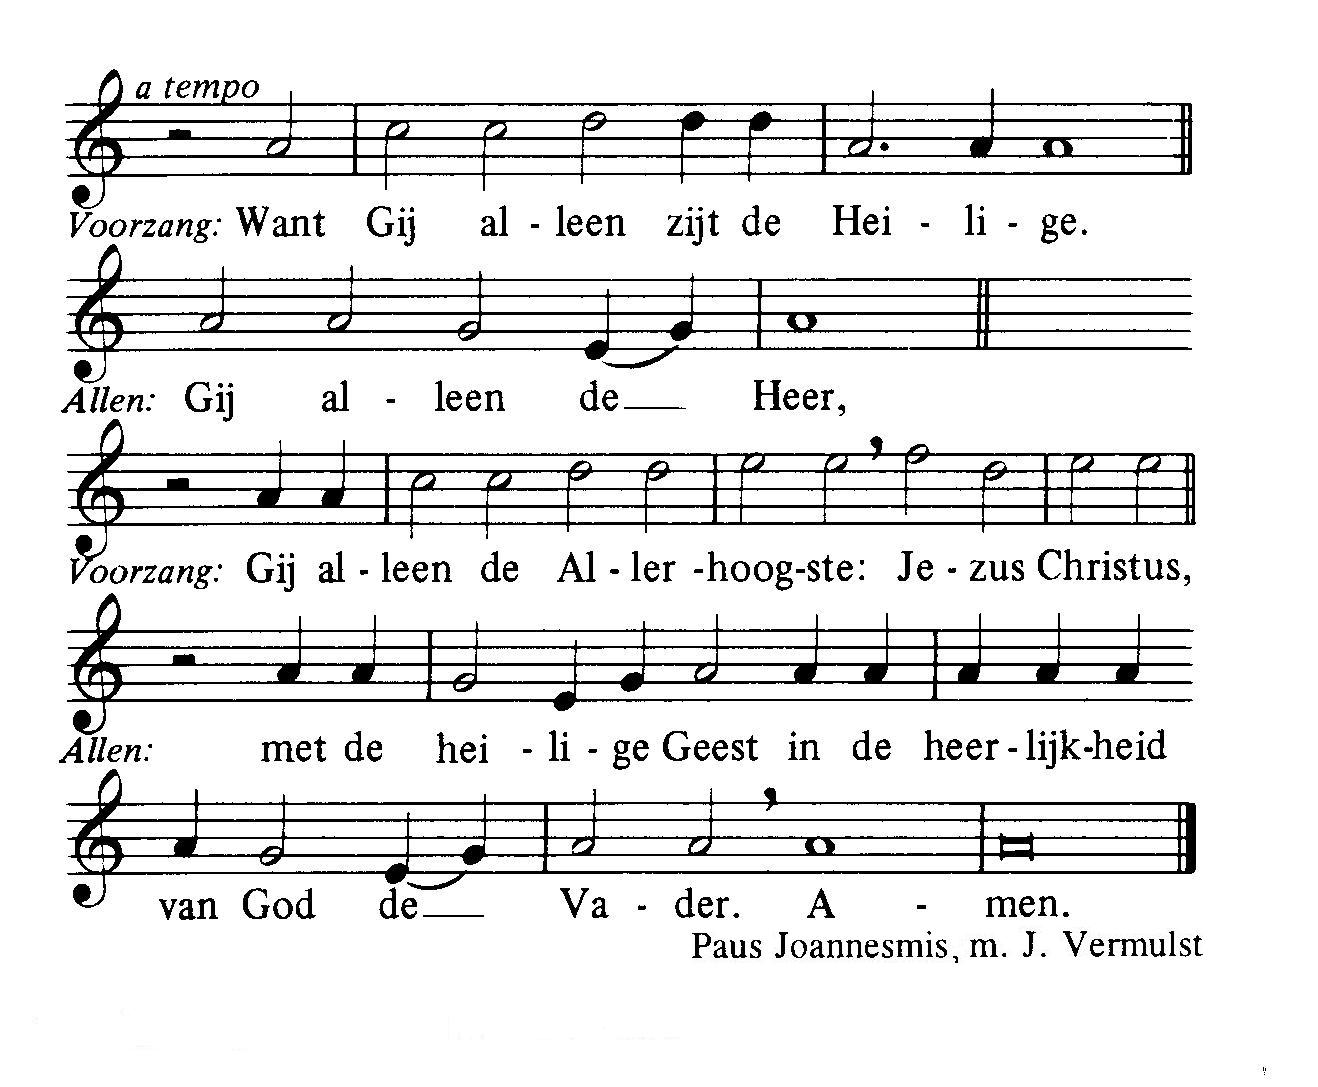 a tempo
Voorzang: Want Gij al - leen zijt de Hei - li - ge.
Allen: Gij al - leen de Heer,
Voorzang: Gij al - leen de Al - ler -hoog-ste: Je - zus Christus,
Allen: met de hei - li - ge Geest in de heer - lijk-heid
van God de Va - der. A - men.
Paus Joannesmis, m. J. Vermulst